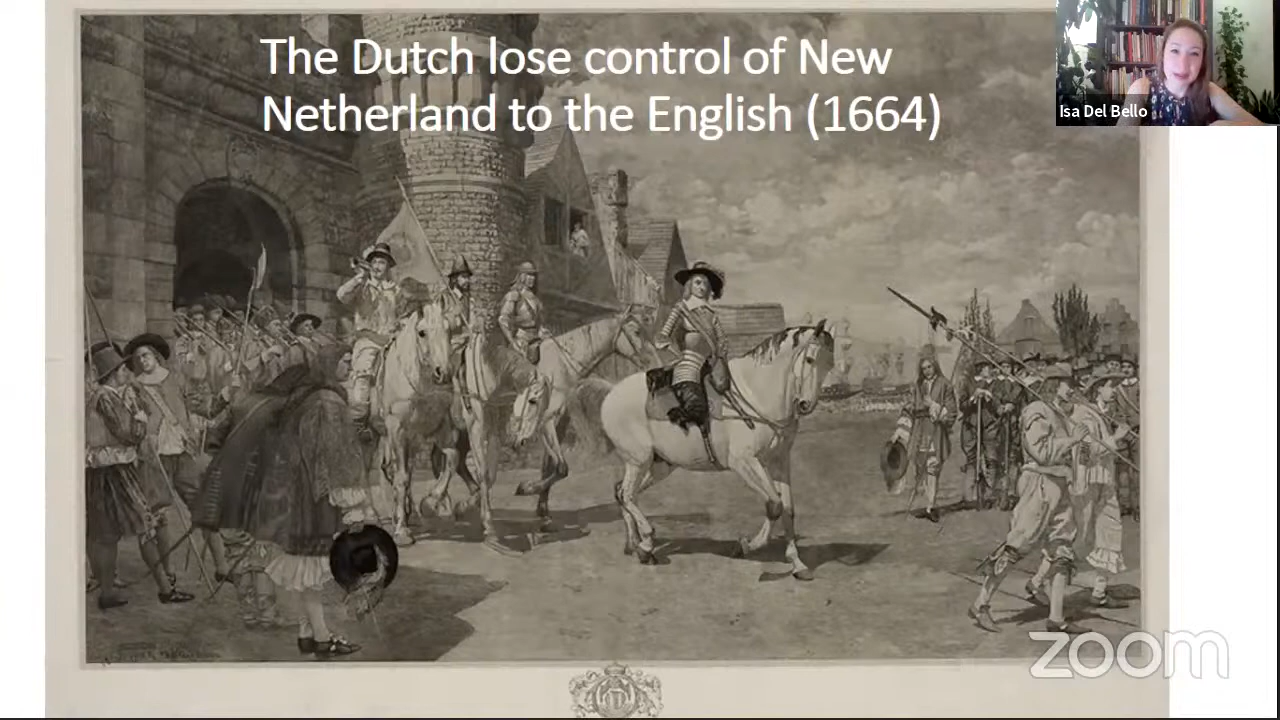 The Dutch lose control of New
Netherland to the English (1664)
Isa Del Bello
zoom